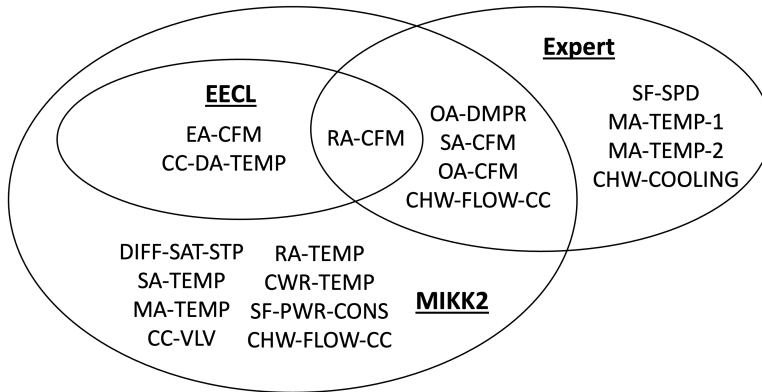 Expert
EECL
EA-CFM
CC-DA-TEMP
RA-CFM
OA-DMPR
SA-CFM
OA-CFM
CHW-FLOW-CC
SF-SPD
MA-TEMP-1
MA-TEMP-2
CHW-COOLING
DIFF-SAT-STP
SA-TEMP
MA-TEMP
CC-VLV
RA-TEMP
CWR-TEMP
SF-PWR-CONS
CHW-FLOW-CC
MIKK2